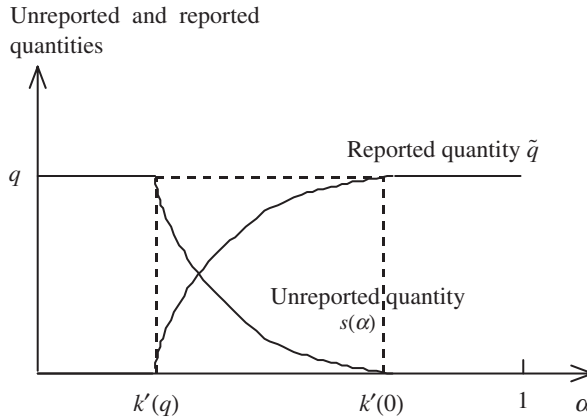 Unreported and reported
quantities
Reported quantity q̃
q
Unreported quantity
s(α)
k′(q)
k′(0)
1
α